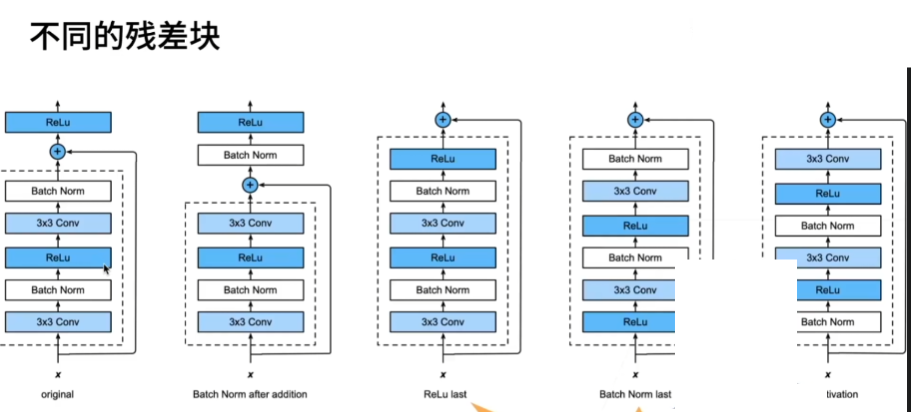 不同的残差块
ReLu
+
Batch Norm
3x3 Conv
ReLu
Batch Norm
3x3 Conv
x
original
ReLu
Batch Norm
+
3x3 Conv
ReLu
Batch Norm
3x3 Conv
x
Batch Norm after addition
+
ReLu
Batch Norm
3x3 Conv
ReLu
Batch Norm
3x3 Conv
x
ReLu last
+
Batch Norm
3x3 Conv
ReLu
Batch Norm
3x3 Conv
ReLu
x
Batch Norm last
+
3x3 Conv
ReLu
Batch Norm
3x3 Conv
ReLu
Batch Norm
x
tivation